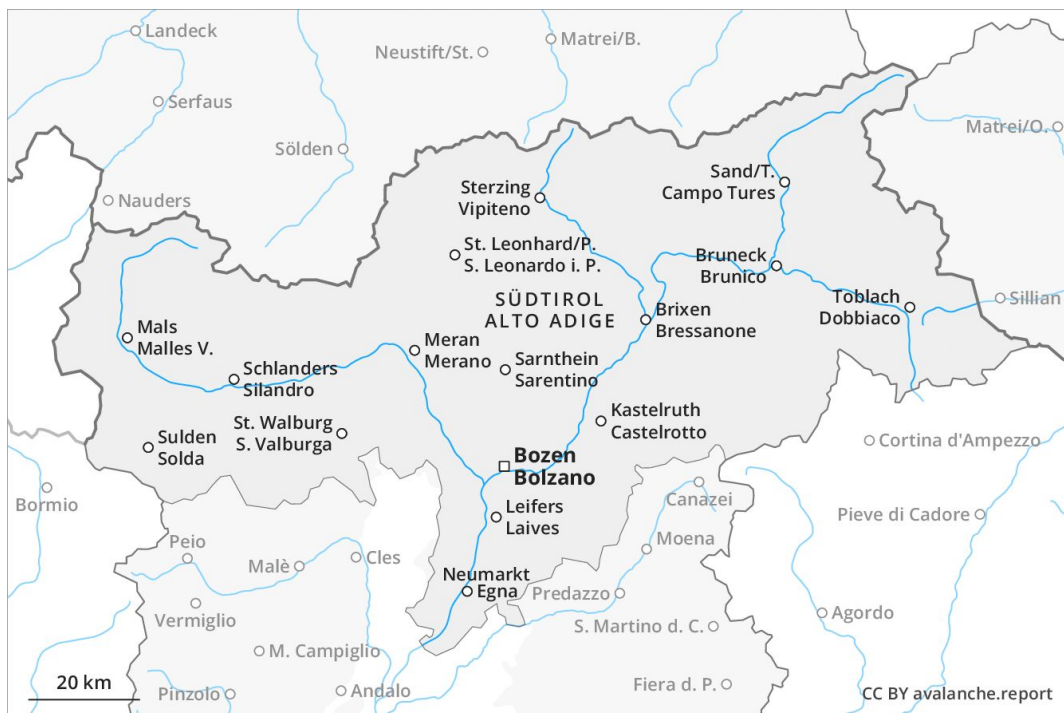 Landeck
Neustift/St.
Matrei/B.
Serfaus
Matrei/O.
Sölden
Nauders
Sterzing
Vipiteno
Sand/T.
Campo Tures
St. Leonhard/P.
S. Leonardo i. P.
Bruneck
Brunico
SÜDTIROL
ALTO ADIGE
Toblach
Dobbiaco
Sillian
Brixen
Bressanone
Mals
Malles V.
Meran
Merano
Sarnthein
Sarentino
Schlanders
Silandro
St. Walburg
S. Valburga
Kastelruth
Castelrotto
Sulden
Solda
Cortina d'Ampezzo
Bozen
Bolzano
Bormio
Canazei
Leifers
Laives
Pieve di Cadore
Moena
Peio
Malè
Cles
Neumarkt
Egna
Predazzo
Vermiglio
Agordo
S. Martino d. C.
M. Campiglio
20 km
Pinzolo
Andalo
Fiera d. P.
CC BY avalanche.report